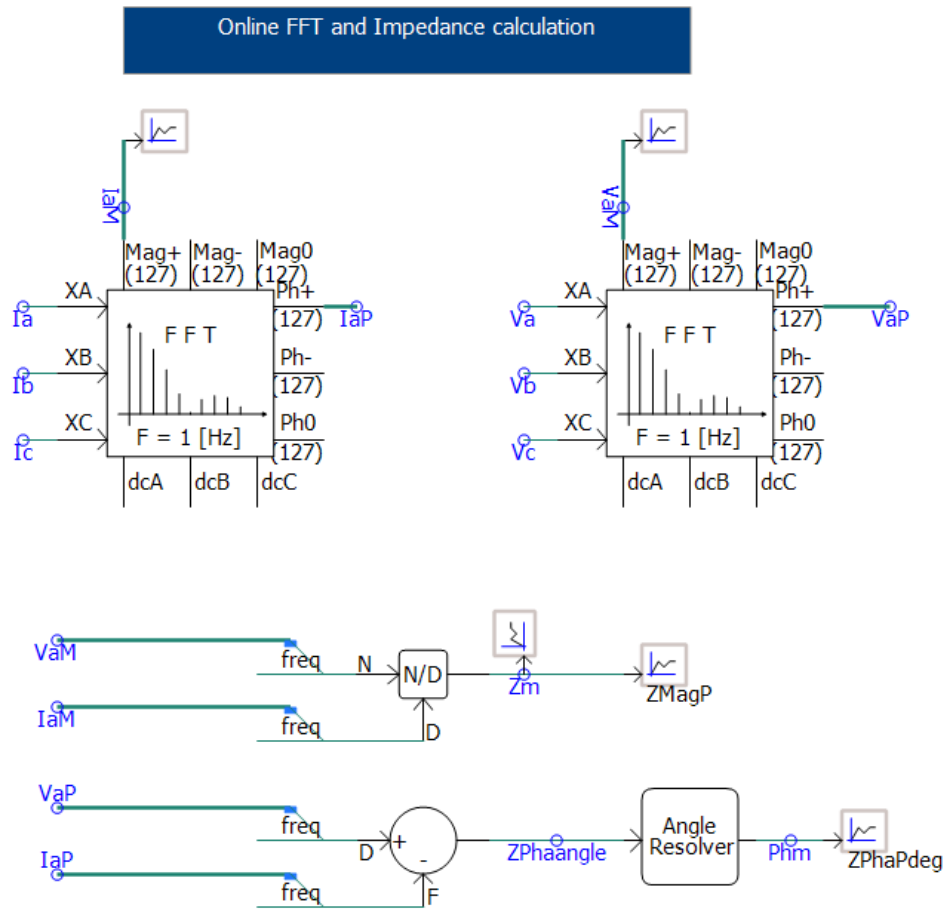 Online FFT and Impedance calculation
IaM
VaM
Mag+ Mag- Mag0
(127) (127) (127)
Mag+ Mag- Mag0
(127) (127) (127)
XA
Ph+
Ia
(127)
IaP
F F T
XB
Ph-
Ib
(127)
XC
Ph0
Ic
F = 1 [Hz]
(127)
dcA dcB dcC
XA
Ph+
Va
(127)
VaP
F F T
XB
Ph-
Vb
(127)
XC
Ph0
Vc
F = 1 [Hz]
(127)
dcA dcB dcC
VaM
freq
N
N/D
Zm
ZMagP
IaM
freq
D
VaP
freq
D
+
-
ZPhaangle
Angle
Resolver
Phm
ZPhaPdeg
IaP
freq
F